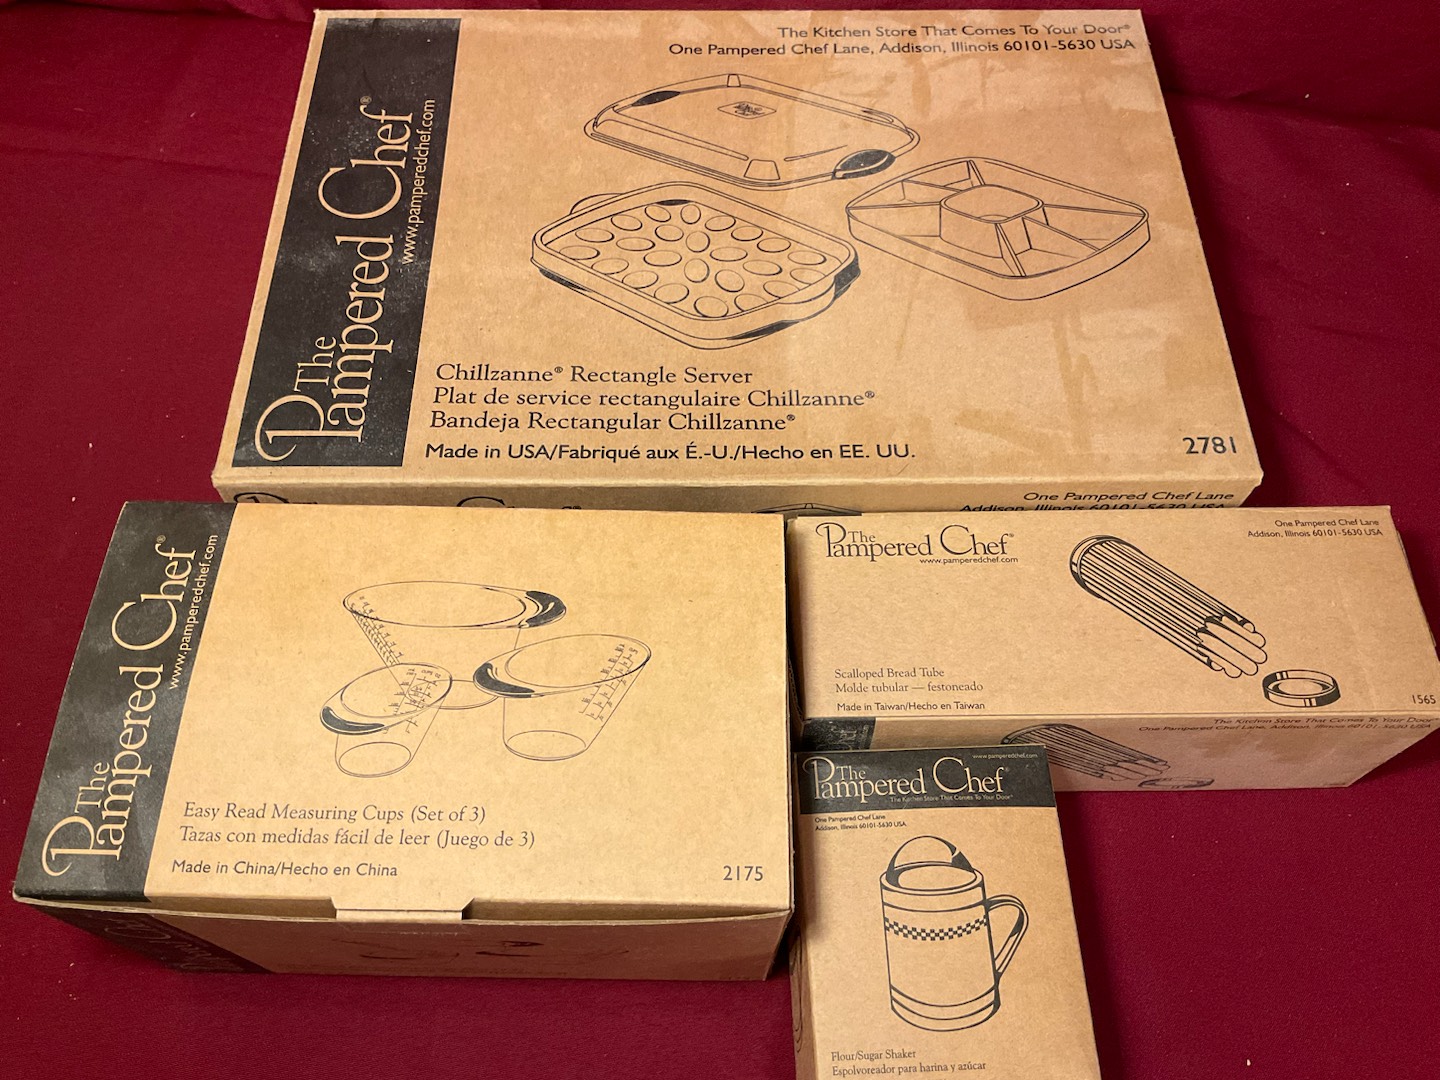 The Kitchen Store That Comes To Your Door®
One Pampered Chef Lane, Addison, Illinois 60101-5630 USA
The
Pampered Chef®
www.pamperedchef.com
Chillzanne® Rectangle Server
Plat de service rectangulaire Chillzanne®
Bandeja Rectangular Chillzanne®
Made in USA/Fabriqué aux É.-U./Hecho en EE. UU.
2781
One Pampered Chef Lane
Addison, Illinois 60101-5630 USA
The
Pampered Chef®
www.pamperedchef.com
Easy Read Measuring Cups (Set of 3)
Tazas con medidas fácil de leer (Juego de 3)
Made in China/Hecho en China
2175
The
Pampered Chef®
www.pamperedchef.com
One Pampered Chef Lane
Addison, Illinois 60101-5630 USA
Scalloped Bread Tube
Molde tubular — festoneado
Made in Taiwan/Hecho en Taiwan
1565
The Kitchen Store That Comes To Your Door®
One Pampered Chef Lane, Addison, Illinois 60101-5630 USA
www.pamperedchef.com
The
Pampered Chef®
The Kitchen Store That Comes To Your Door®
One Pampered Chef Lane
Addison, Illinois 60101-5630 USA
Flour/Sugar Shaker
Espolvoreador para harina y azúcar